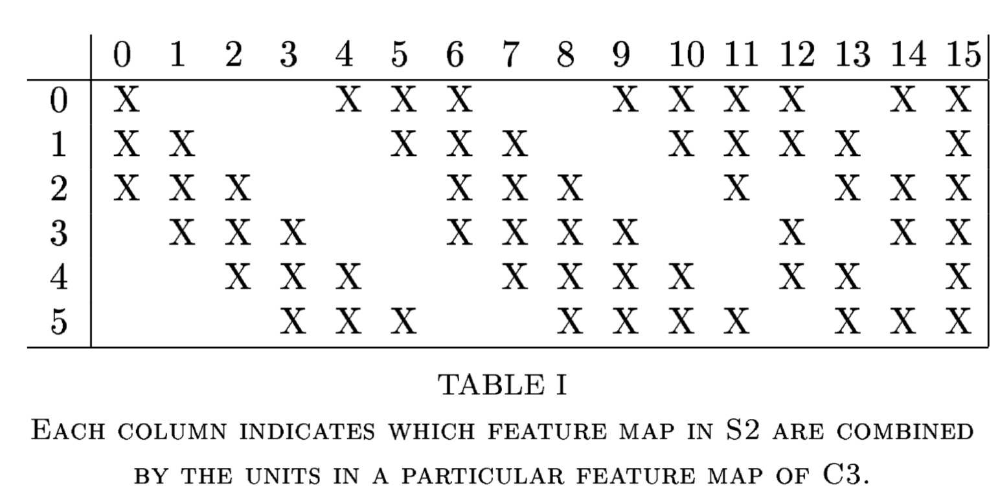 0 1 2 3 4 5 6 7 8 9 10 11 12 13 14 15
0 X X X X X X X X X X
1 X X X X X X X X X X
2 X X X X X X X X X X
3 X X X X X X X X X X
4 X X X X X X X X X X
5 X X X X X X X X X X
TABLE I
EACH COLUMN INDICATES WHICH FEATURE MAP IN S2 ARE COMBINED
BY THE UNITS IN A PARTICULAR FEATURE MAP OF C3.